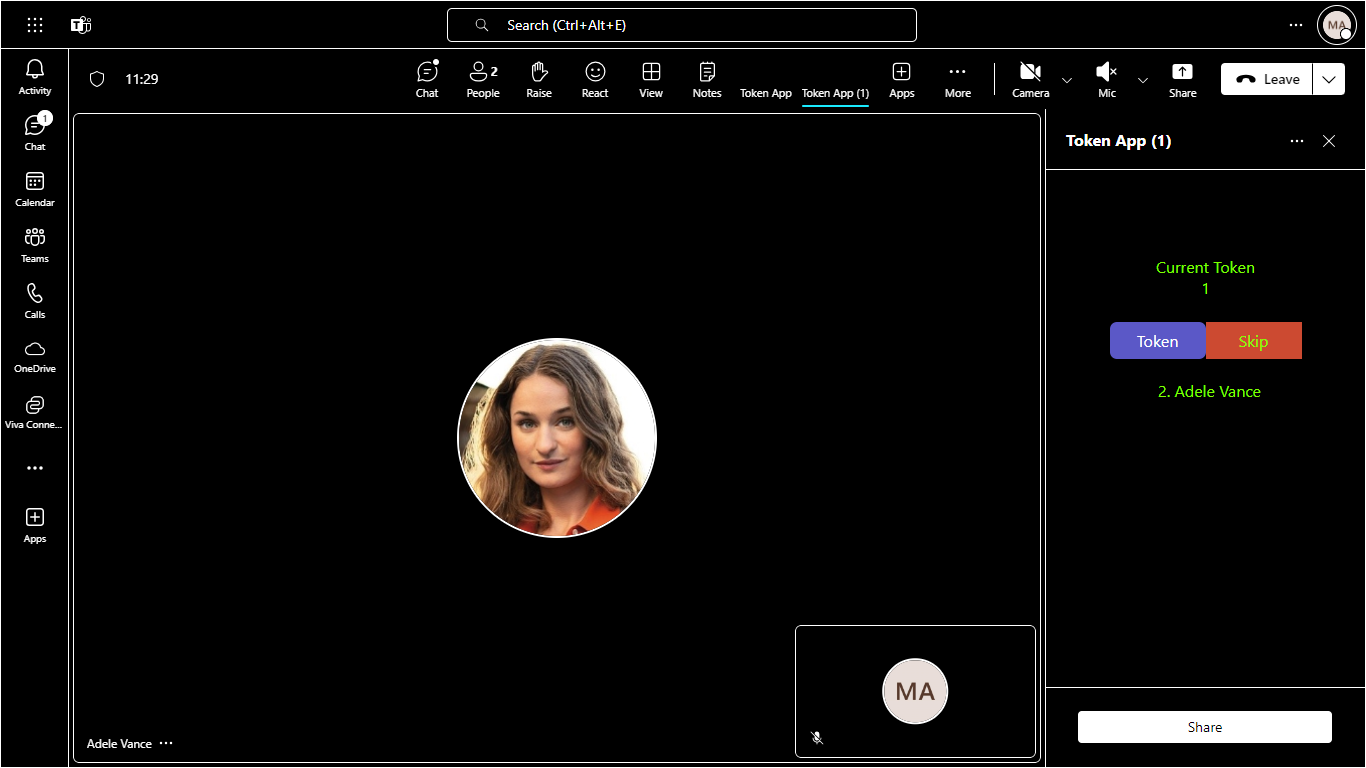 Search (Ctrl+Alt+E)
MA
11:29
Chat
2
People
Raise
React
View
Notes
Token App
Token App (1)
Apps
More
Camera
Mic
Share
Leave
Activity
1
Chat
Calendar
Teams
Calls
OneDrive
Viva Conne...
Apps
Token App (1)
Current Token
1
Token
Skip
2. Adele Vance
MA
Adele Vance
Share